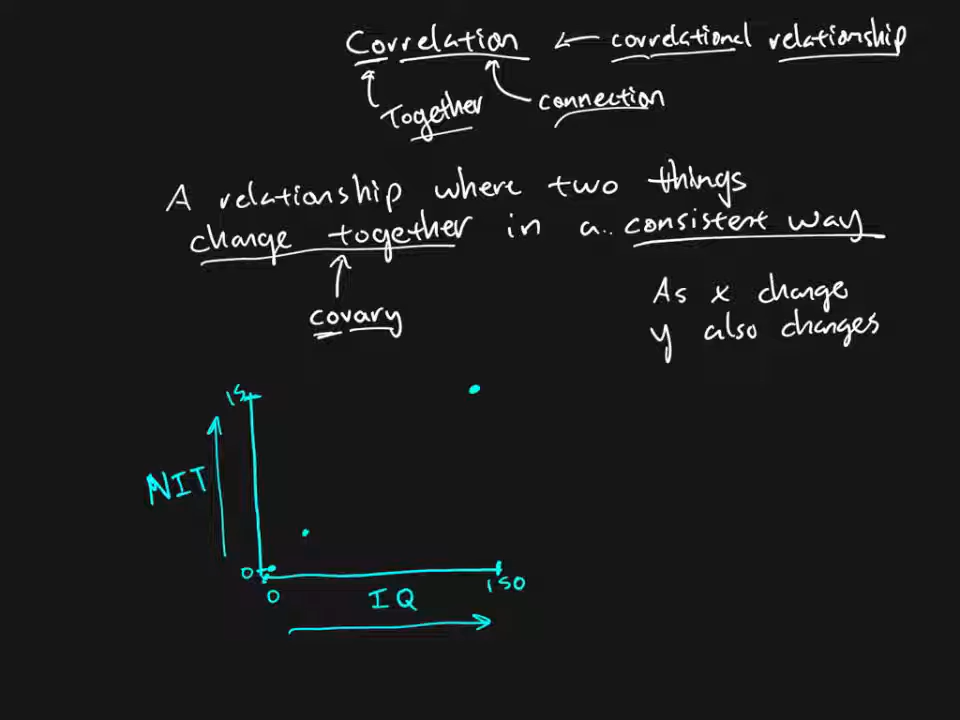 Correlation ← correlational relationship
Together connection
A relationship where two things
change together in a consistent way
covary
As x change
y also changes
15
NIT
0
0 IQ 150